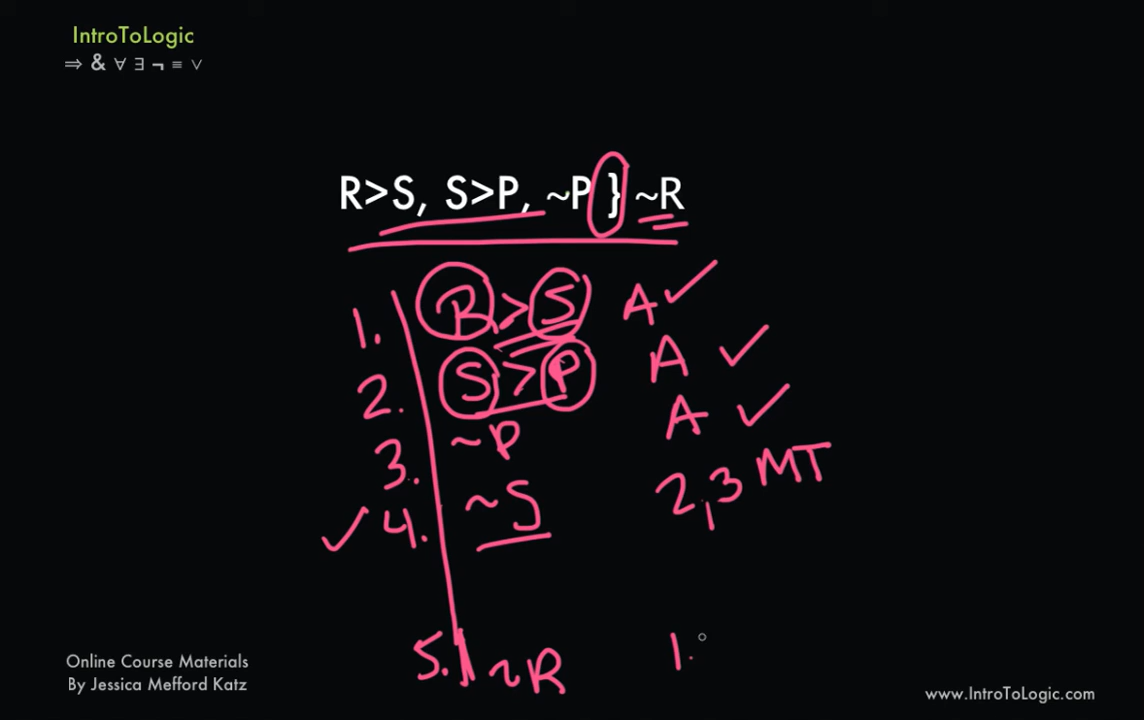 IntroToLogic
⇒ & ∀ ∃ ¬ ≡ ∨
R>S, S>P, ~P } ~R
1. R > S A ✓
2. S > P A ✓
3. ~P A ✓
✓ 4. ~S 2,3 MT
5. ~R 1.
Online Course Materials
By Jessica Mefford Katz
www.IntroToLogic.com